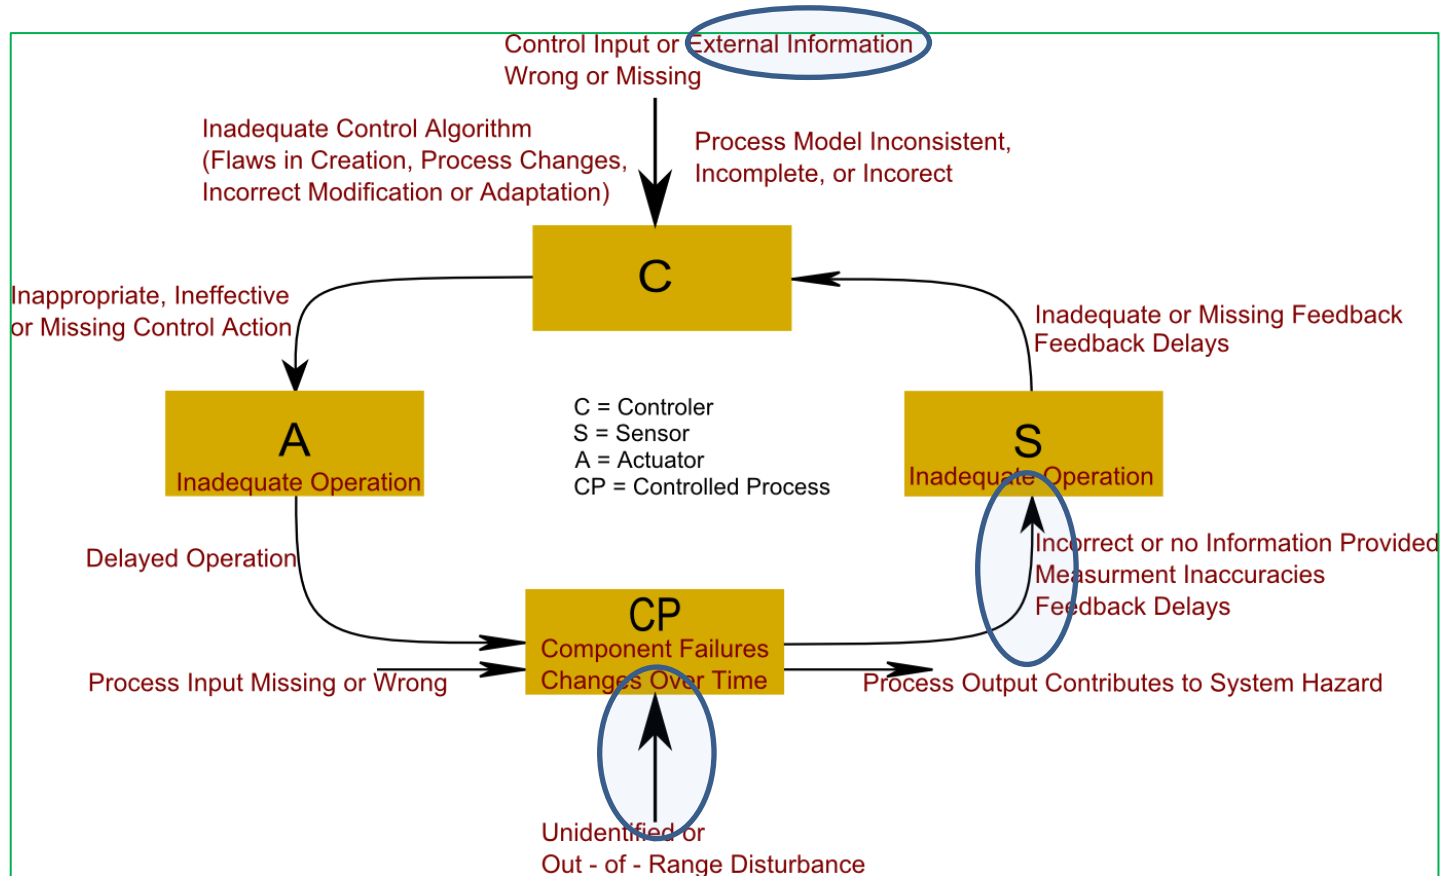 Control Input or External Information
Wrong or Missing
Inadequate Control Algorithm
(Flaws in Creation, Process Changes,
Incorrect Modification or Adaptation)
Process Model Inconsistent,
Incomplete, or Incorect
C
Inappropriate, Ineffective
or Missing Control Action
Inadequate or Missing Feedback
Feedback Delays
A
Inadequate Operation
C = Controler
S = Sensor
A = Actuator
CP = Controlled Process
S
Inadequate Operation
Delayed Operation
Incorrect or no Information Provided
Measurment Inaccuracies
Feedback Delays
CP
Component Failures
Changes Over Time
Process Input Missing or Wrong
Process Output Contributes to System Hazard
Unidentified or
Out - of - Range Disturbance